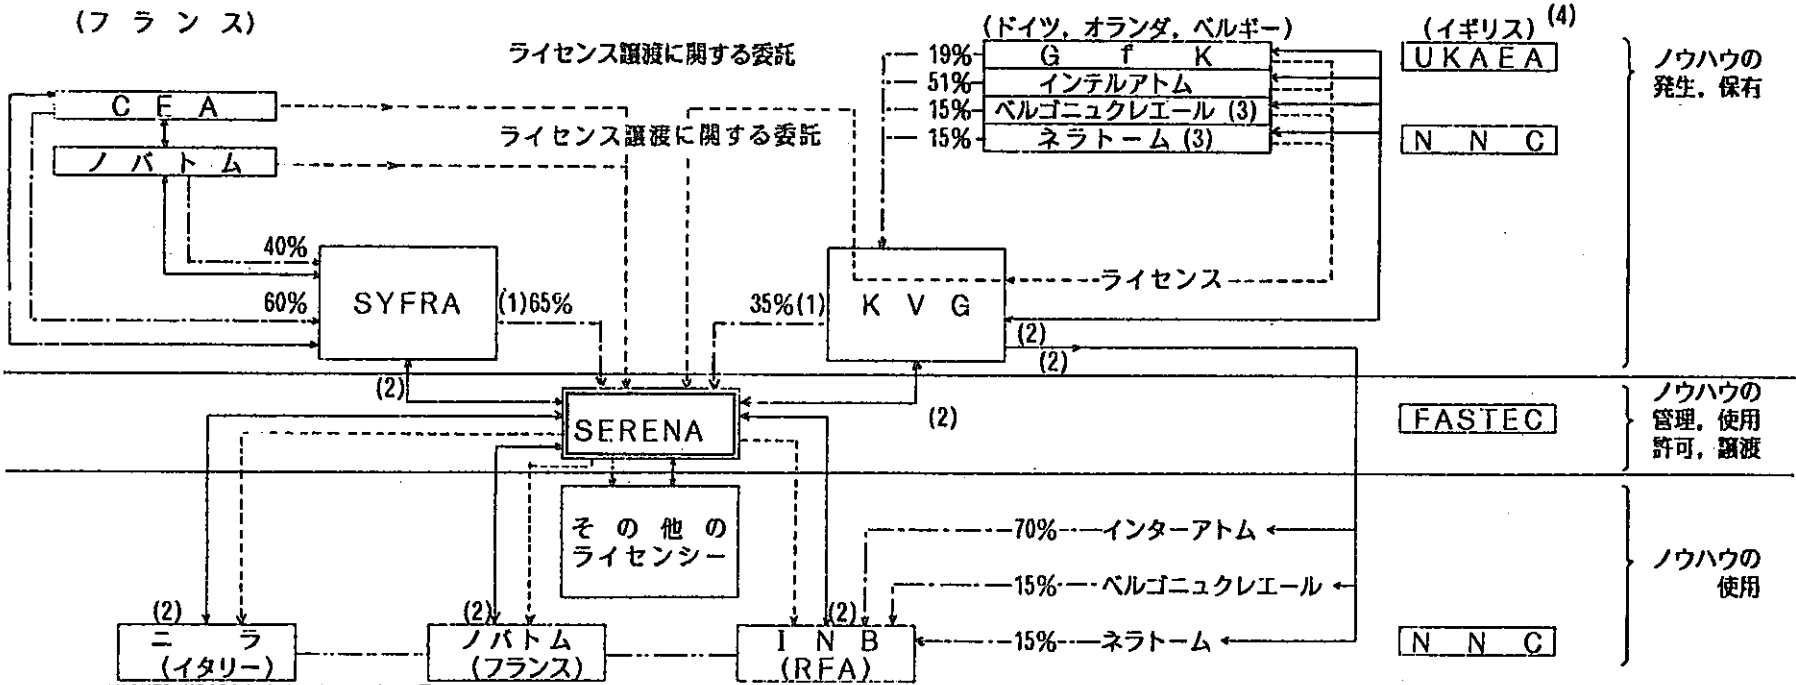 (フランス)
ライセンス譲渡に関する委託
(ドイツ, オランダ, ベルギー)
(イギリス) (4)
19%
G f K
UKAEA
51%
インテルアトム
15%
ベルゴニュクレエール (3)
15%
ネラトーム (3)
N N C
ノウハウの
発生, 保有
C E A
ライセンス譲渡に関する委託
ノバトム
40%
60%
SYFRA
(1)65%
35%(1)
K V G
ライセンス
(2)
(2)
(2)
(2)
SERENA
FASTEC
ノウハウの
管理, 使用
許可, 譲渡
その他の
ライセンシー
70%
インターアトム
15%
ベルゴニュクレエール
15%
ネラトーム
ノウハウの
使用
(2)
ニラ
(イタリー)
(2)
ノバトム
(フランス)
(2)
I N B
(RFA)
N N C